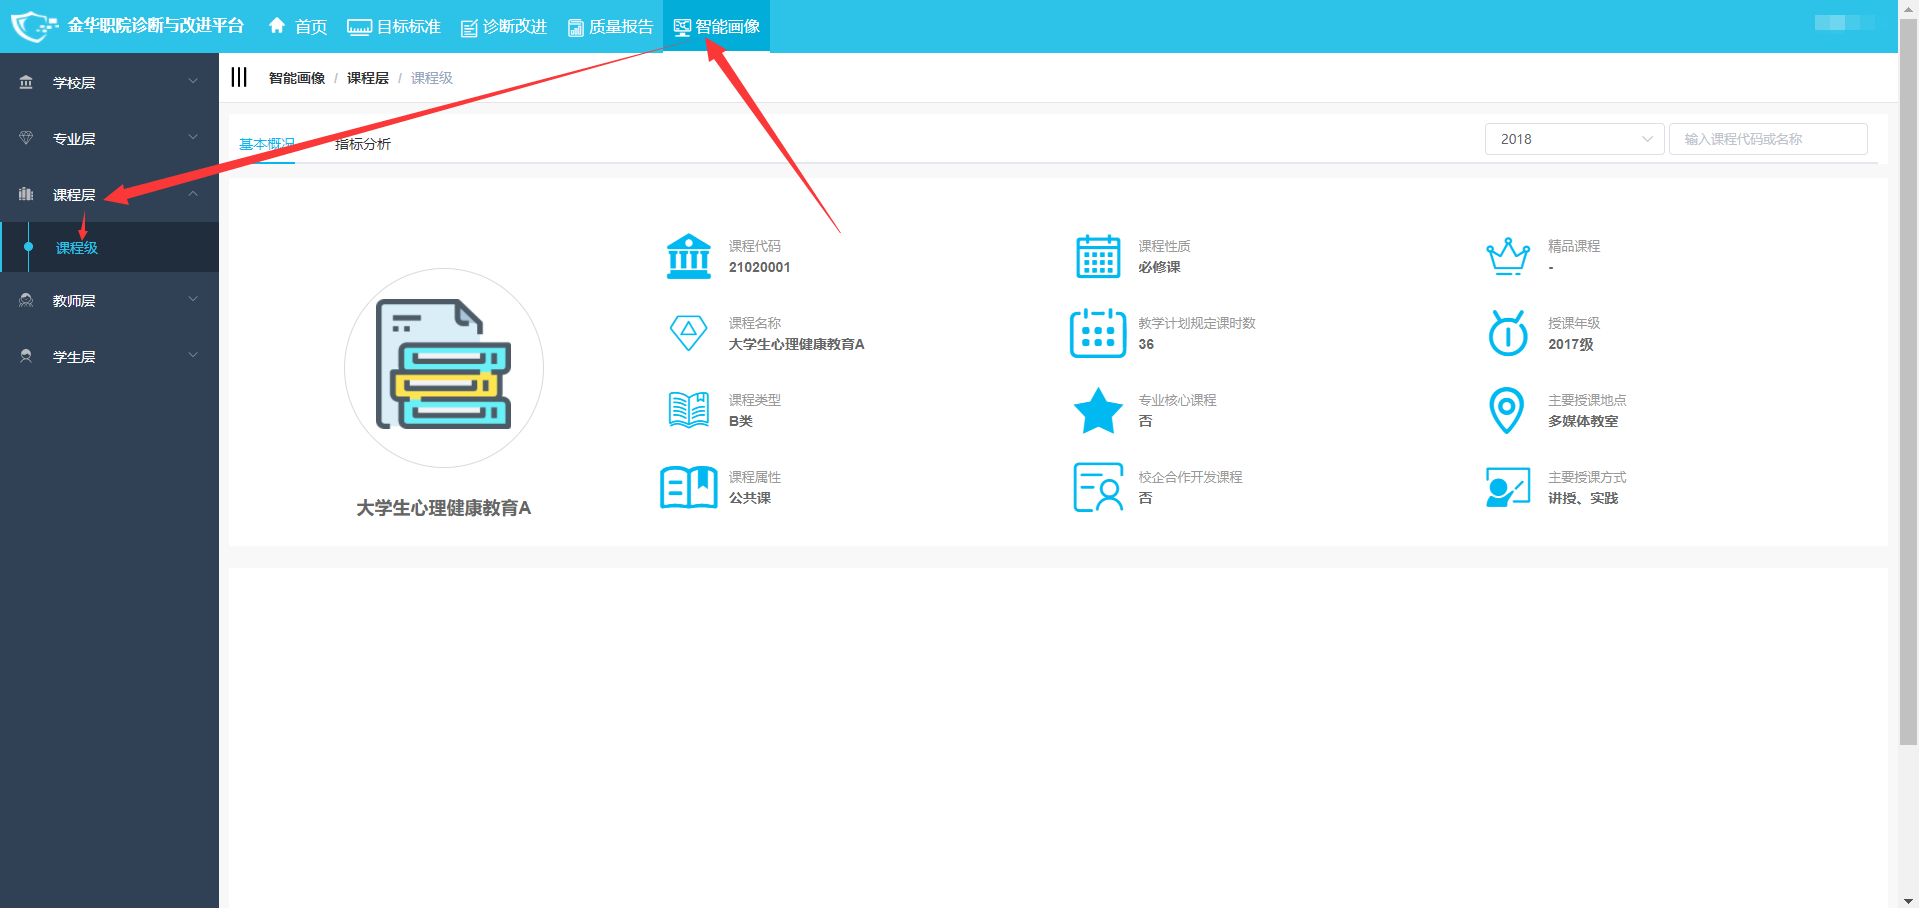 金华职院诊断与改进平台 首页 目标标准 诊断改进 质量报告 智能画像
学校层
专业层
课程层
课程级
教师层
学生层
智能画像 / 课程层 / 课程级
基本概况 指标分析 2018 输入课程代码或名称
大学生心理健康教育A
课程代码
21020001
课程性质
必修课
精品课程
-
课程名称
大学生心理健康教育A
教学计划规定课时数
36
授课年级
2017级
课程类型
B类
专业核心课程
否
主要授课地点
多媒体教室
课程属性
公共课
校企合作开发课程
否
主要授课方式
讲授、实践